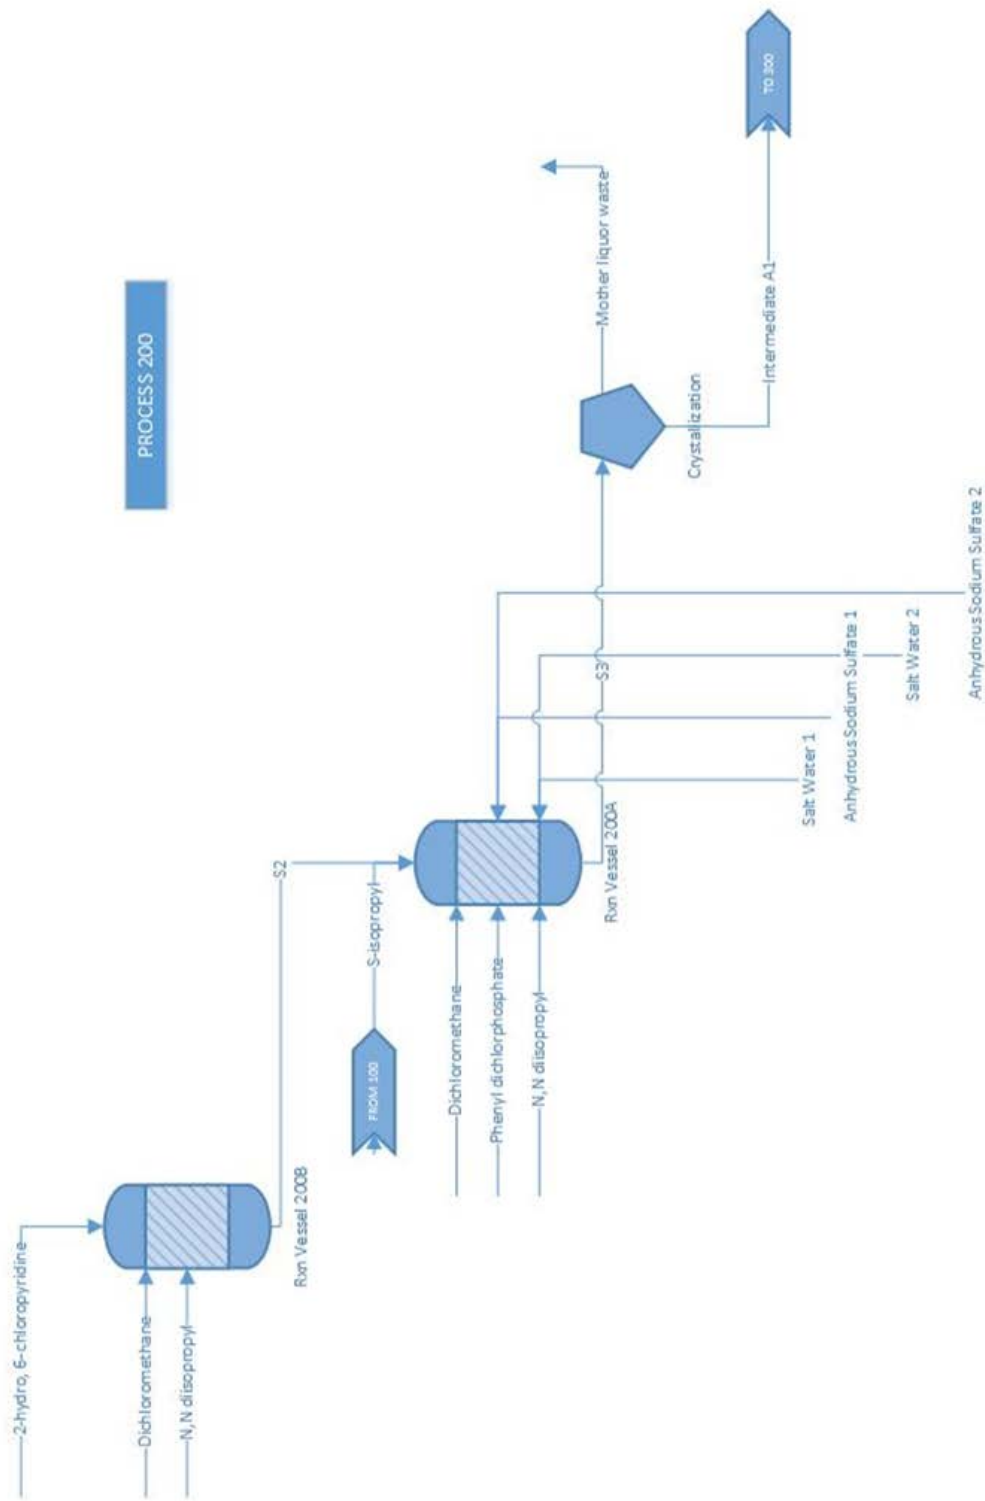 PROCESS 200
2-hydro, 6-chloropyridine
Dichloromethane
N,N diisopropyl
Rxn Vessel 200B
S2
FROM 100
S-isopropyl
Dichloromethane
Phenyl dichlorphosphate
N,N diisopropyl
Rxn Vessel 200A
S3
Salt Water 1
Anhydrous Sodium Sulfate 1
Salt Water 2
Anhydrous Sodium Sulfate 2
Crystallization
Mother liquor waste
Intermediate A1
TO 300